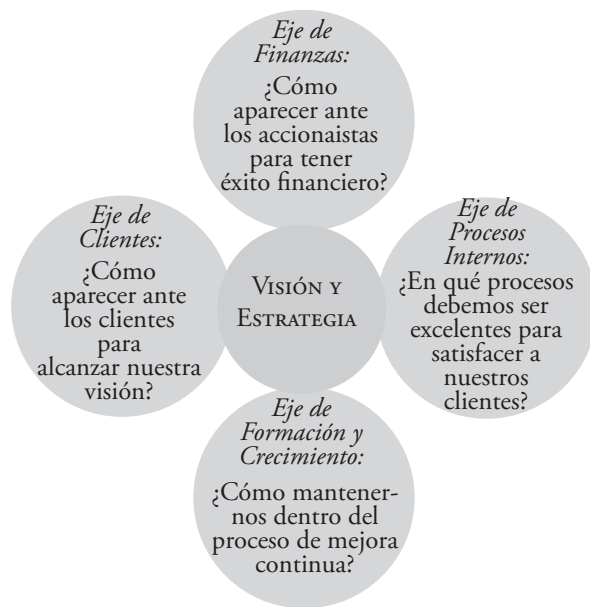 Eje de
Finanzas:
¿Cómo
aparecer ante
los accionaistas
para tener
éxito financiero?
Eje de
Clientes:
¿Cómo
aparecer ante
los clientes
para
alcanzar nuestra
visión?
Visión y
Estrategia
Eje de
Procesos
Internos:
¿En qué procesos
debemos ser
excelentes para
satisfacer a
nuestros
clientes?
Eje de
Formación y
Crecimiento:
¿Cómo mantener-
nos dentro del
proceso de mejora
continua?